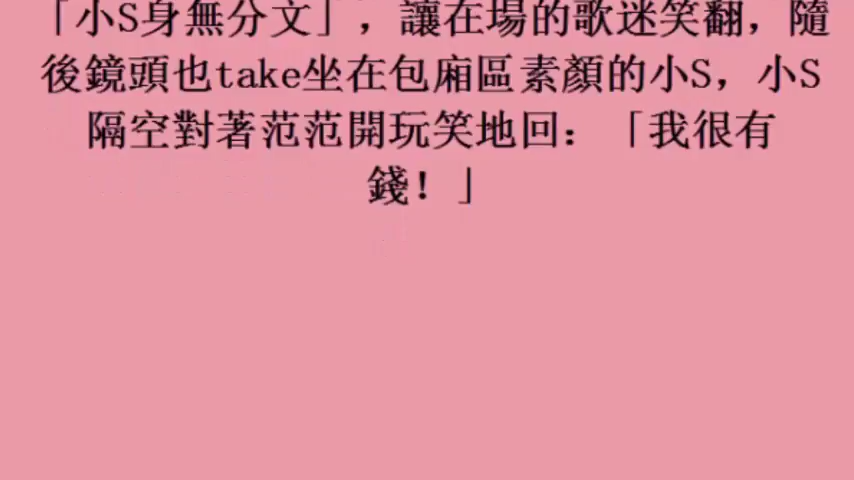 「小S身無分文」，讓在場的歌迷笑翻，隨
後鏡頭也take坐在包廂區素顏的小S，小S
隔空對著范范開玩笑地回：「我很有
錢！」